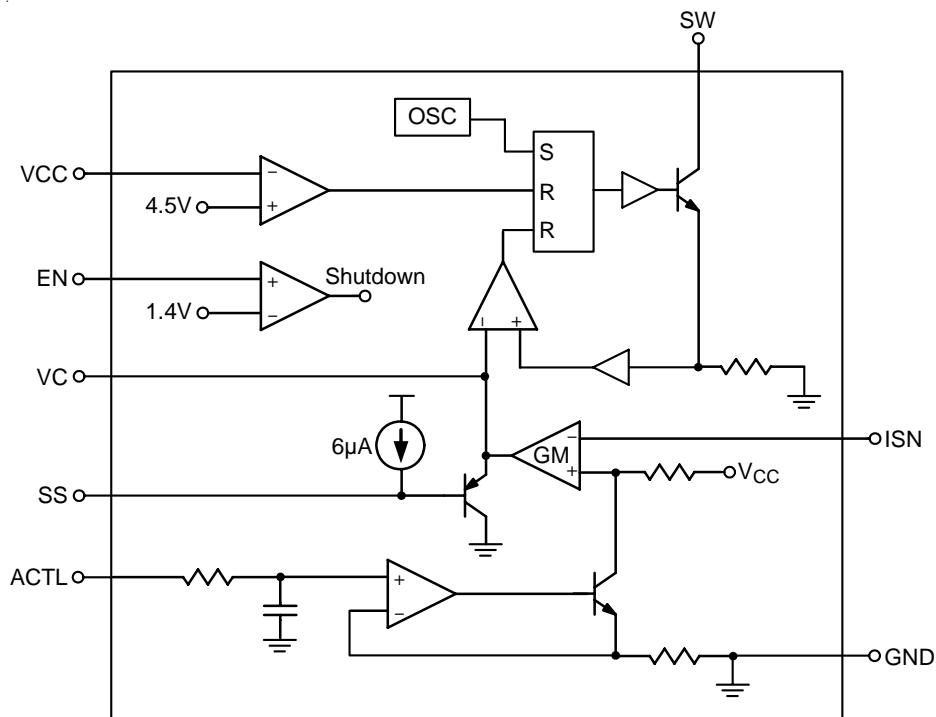 SW
OSC
S
R
R
VCC
−
+
4.5V
EN
+
−
Shutdown
1.4V
VC
−
+
6µA
ISN
−
GM
+
VCC
SS
ACTL
+
−
GND